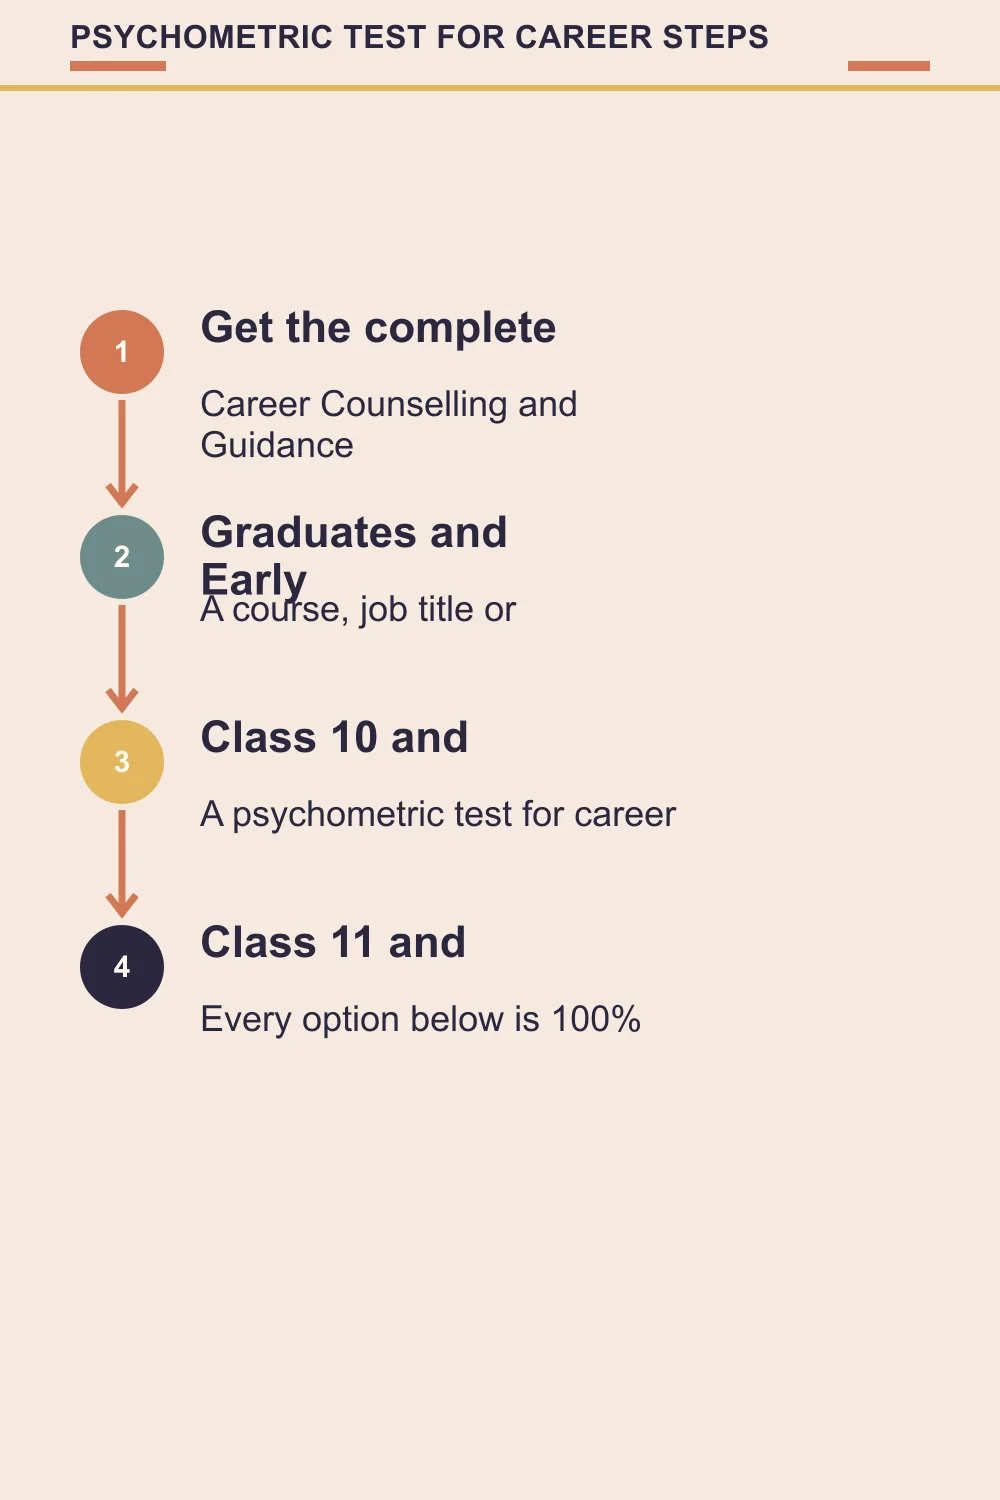 PSYCHOMETRIC TEST FOR CAREER STEPS
1
Get the complete
Career Counselling and
Guidance
2
Graduates and
Early
A course, job title or
3
Class 10 and
A psychometric test for career
4
Class 11 and
Every option below is 100%